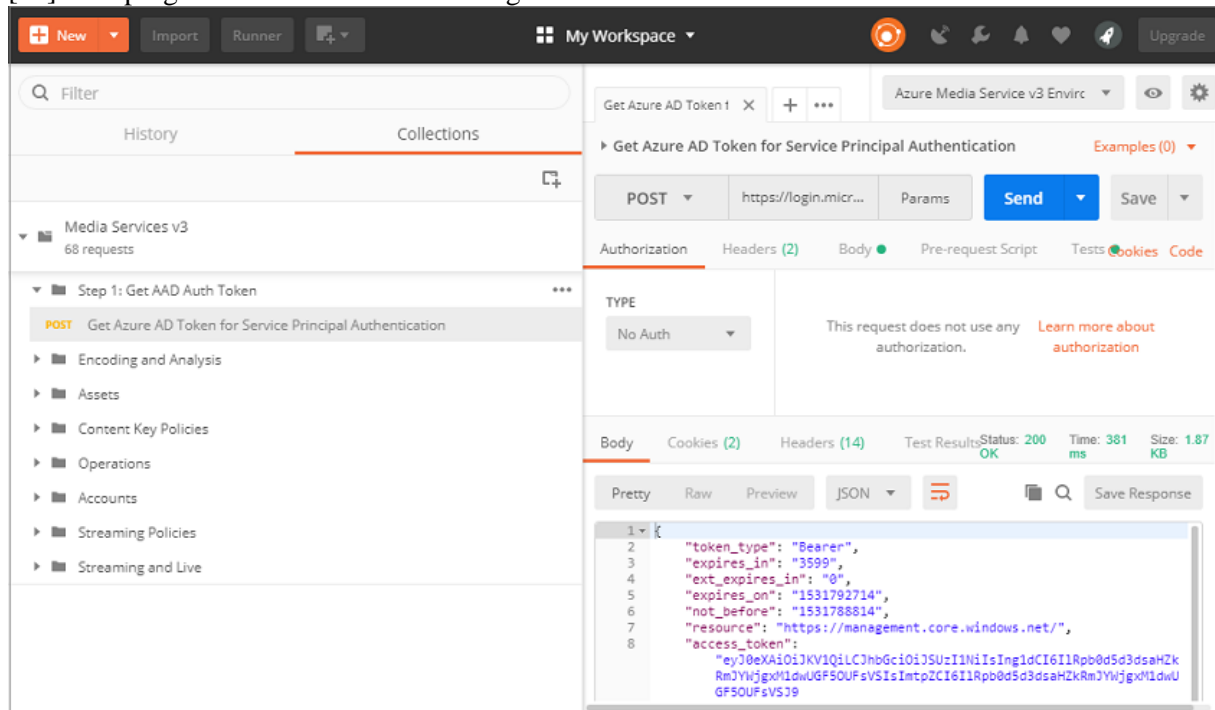 New
Import
Runner
My Workspace
Upgrade
Filter
History
Collections
Media Services v3
68 requests
Step 1: Get AAD Auth Token
POST Get Azure AD Token for Service Principal Authentication
Encoding and Analysis
Assets
Content Key Policies
Operations
Accounts
Streaming Policies
Streaming and Live
Get Azure AD Token f
Azure Media Service v3 Envirc
Get Azure AD Token for Service Principal Authentication
Examples (0)
POST
https://login.micr...
Params
Send
Save
Authorization
Headers (2)
Body
Pre-request Script
Tests
Cookies
Code
TYPE
No Auth
This request does not use any
authorization.
Learn more about
authorization
Body
Cookies (2)
Headers (14)
Test Results
Status: 200
OK
Time: 381
ms
Size: 1.87
KB
Pretty
Raw
Preview
JSON
Save Response
1 {
2 "token_type": "Bearer",
3 "expires_in": "3599",
4 "ext_expires_in": "0",
5 "expires_on": "1531792714",
6 "not_before": "1531788814",
7 "resource": "https://management.core.windows.net/",
8 "access_token":